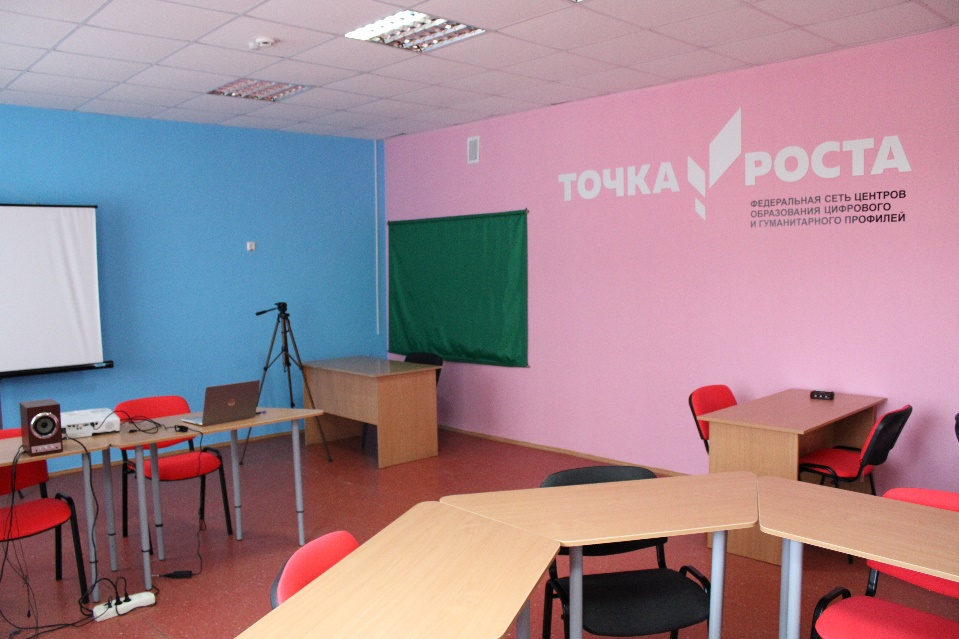 ТОЧКА РОСТА
ФЕДЕРАЛЬНАЯ СЕТЬ ЦЕНТРОВ
ОБРАЗОВАНИЯ ЦИФРОВОГО
И ГУМАНИТАРНОГО ПРОФИЛЕЙ